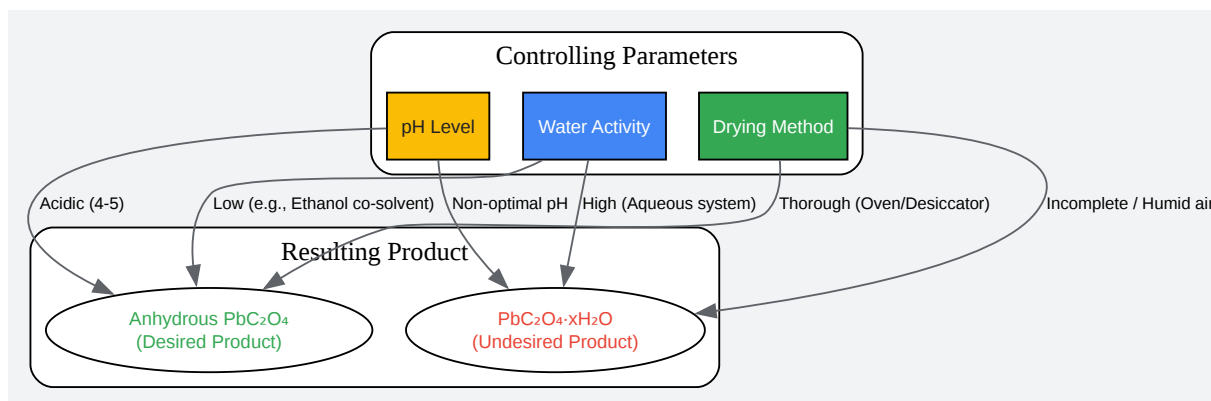 Controlling Parameters
pH Level
Water Activity
Drying Method
Acidic (4-5)
Low (e.g., Ethanol co-solvent)
Non-optimal pH
High (Aqueous system)
Thorough (Oven/Desiccator)
Incomplete / Humid air
Resulting Product
Anhydrous PbC₂O₄
(Desired Product)
PbC₂O₄·xH₂O
(Undesired Product)